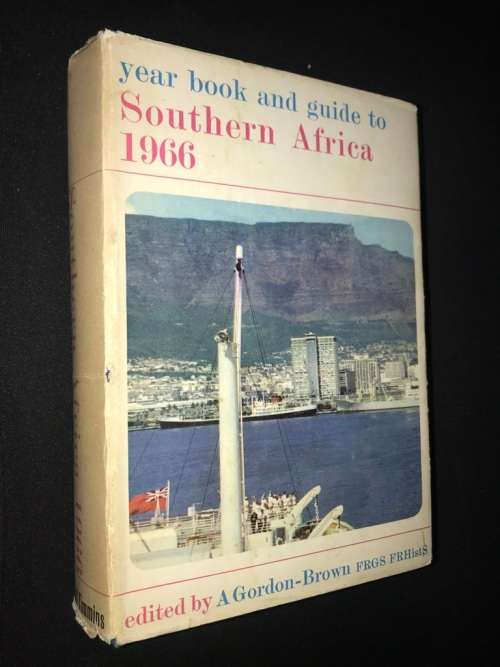 year book and guide to
Southern Africa
1966
edited by A Gordon-Brown FRGS FRHistS